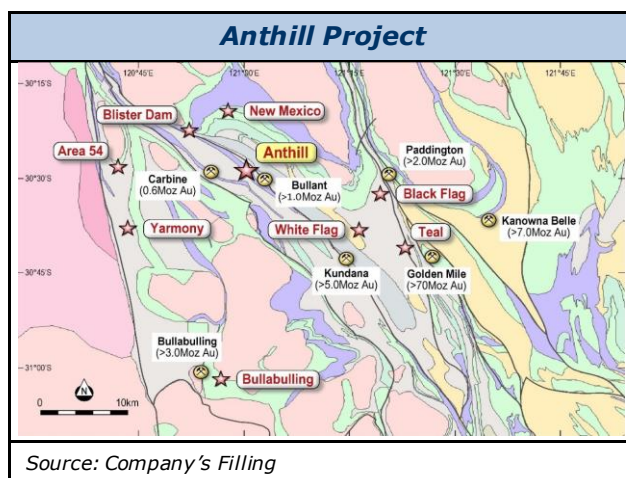 Anthill Project
120°45'E
121°00'E
121°15'E
121°30'E
121°45'E
30°15'S
New Mexico
Blister Dam
Area 54
Anthill
Paddington
(>2.0Moz Au)
30°30'S
Carbine
(0.6Moz Au)
Bullant
(>1.0Moz Au)
Black Flag
Kanowna Belle
(>7.0Moz Au)
Yarmony
White Flag
Teal
30°45'S
Kundana
(>5.0Moz Au)
Golden Mile
(>70Moz Au)
Bullabulling
(>3.0Moz Au)
31°00'S
Bullabulling
N
0
10km
Source: Company's Filling